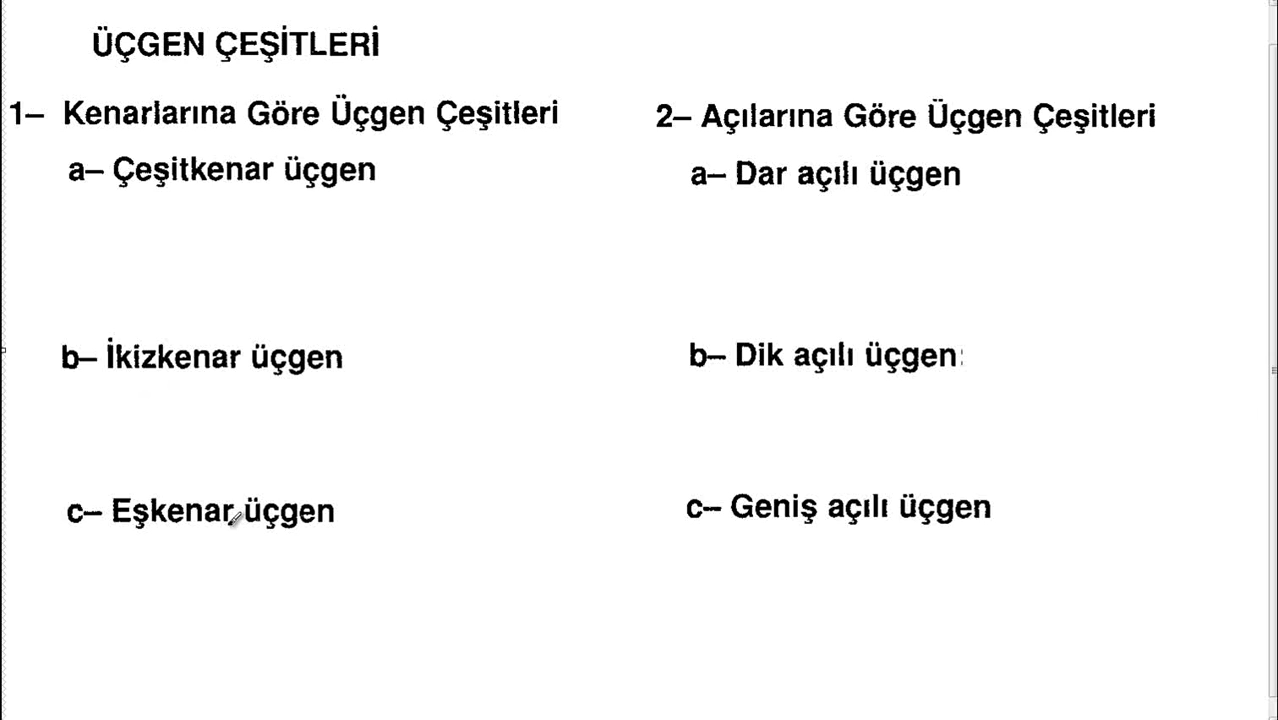 ÜÇGEN ÇEŞİTLERİ
1– Kenarlarına Göre Üçgen Çeşitleri
a– Çeşitkenar üçgen
b– İkizkenar üçgen
c– Eşkenar üçgen
2– Açılarına Göre Üçgen Çeşitleri
a– Dar açılı üçgen
b– Dik açılı üçgen:
c– Geniş açılı üçgen